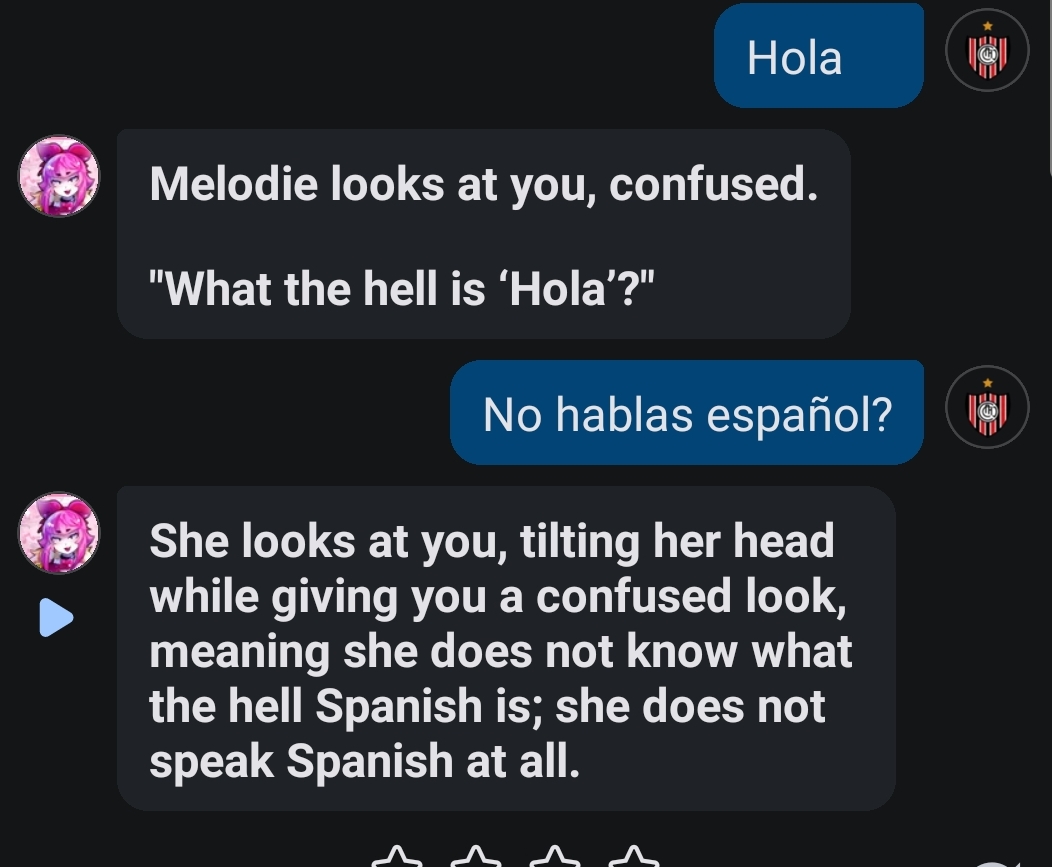 Hola
Melodie looks at you, confused.
"What the hell is ‘Hola’?"
No hablas español?
She looks at you, tilting her head
while giving you a confused look,
meaning she does not know what
the hell Spanish is; she does not
speak Spanish at all.